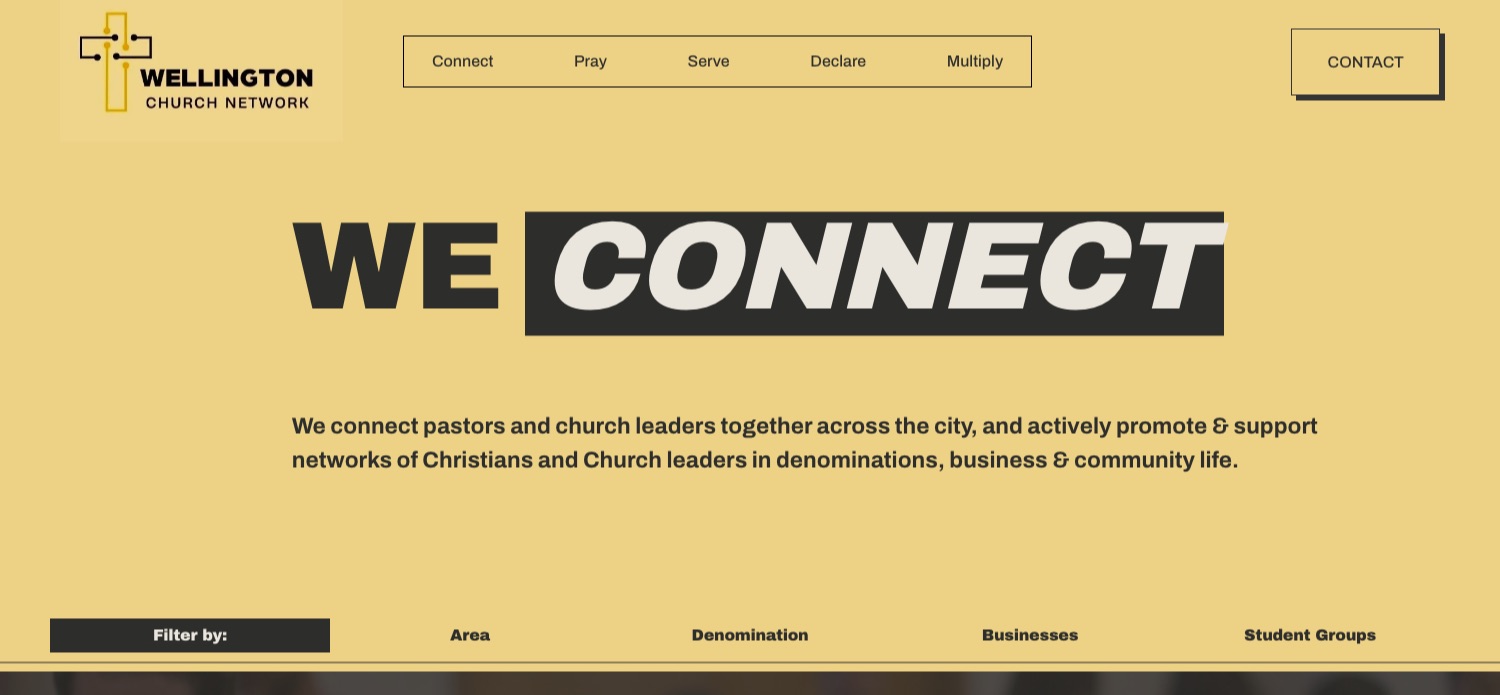 WELLINGTON
CHURCH NETWORK
Connect Pray Serve Declare Multiply
CONTACT
WE CONNECT
We connect pastors and church leaders together across the city, and actively promote & support
networks of Christians and Church leaders in denominations, business & community life.
Filter by: Area Denomination Businesses Student Groups